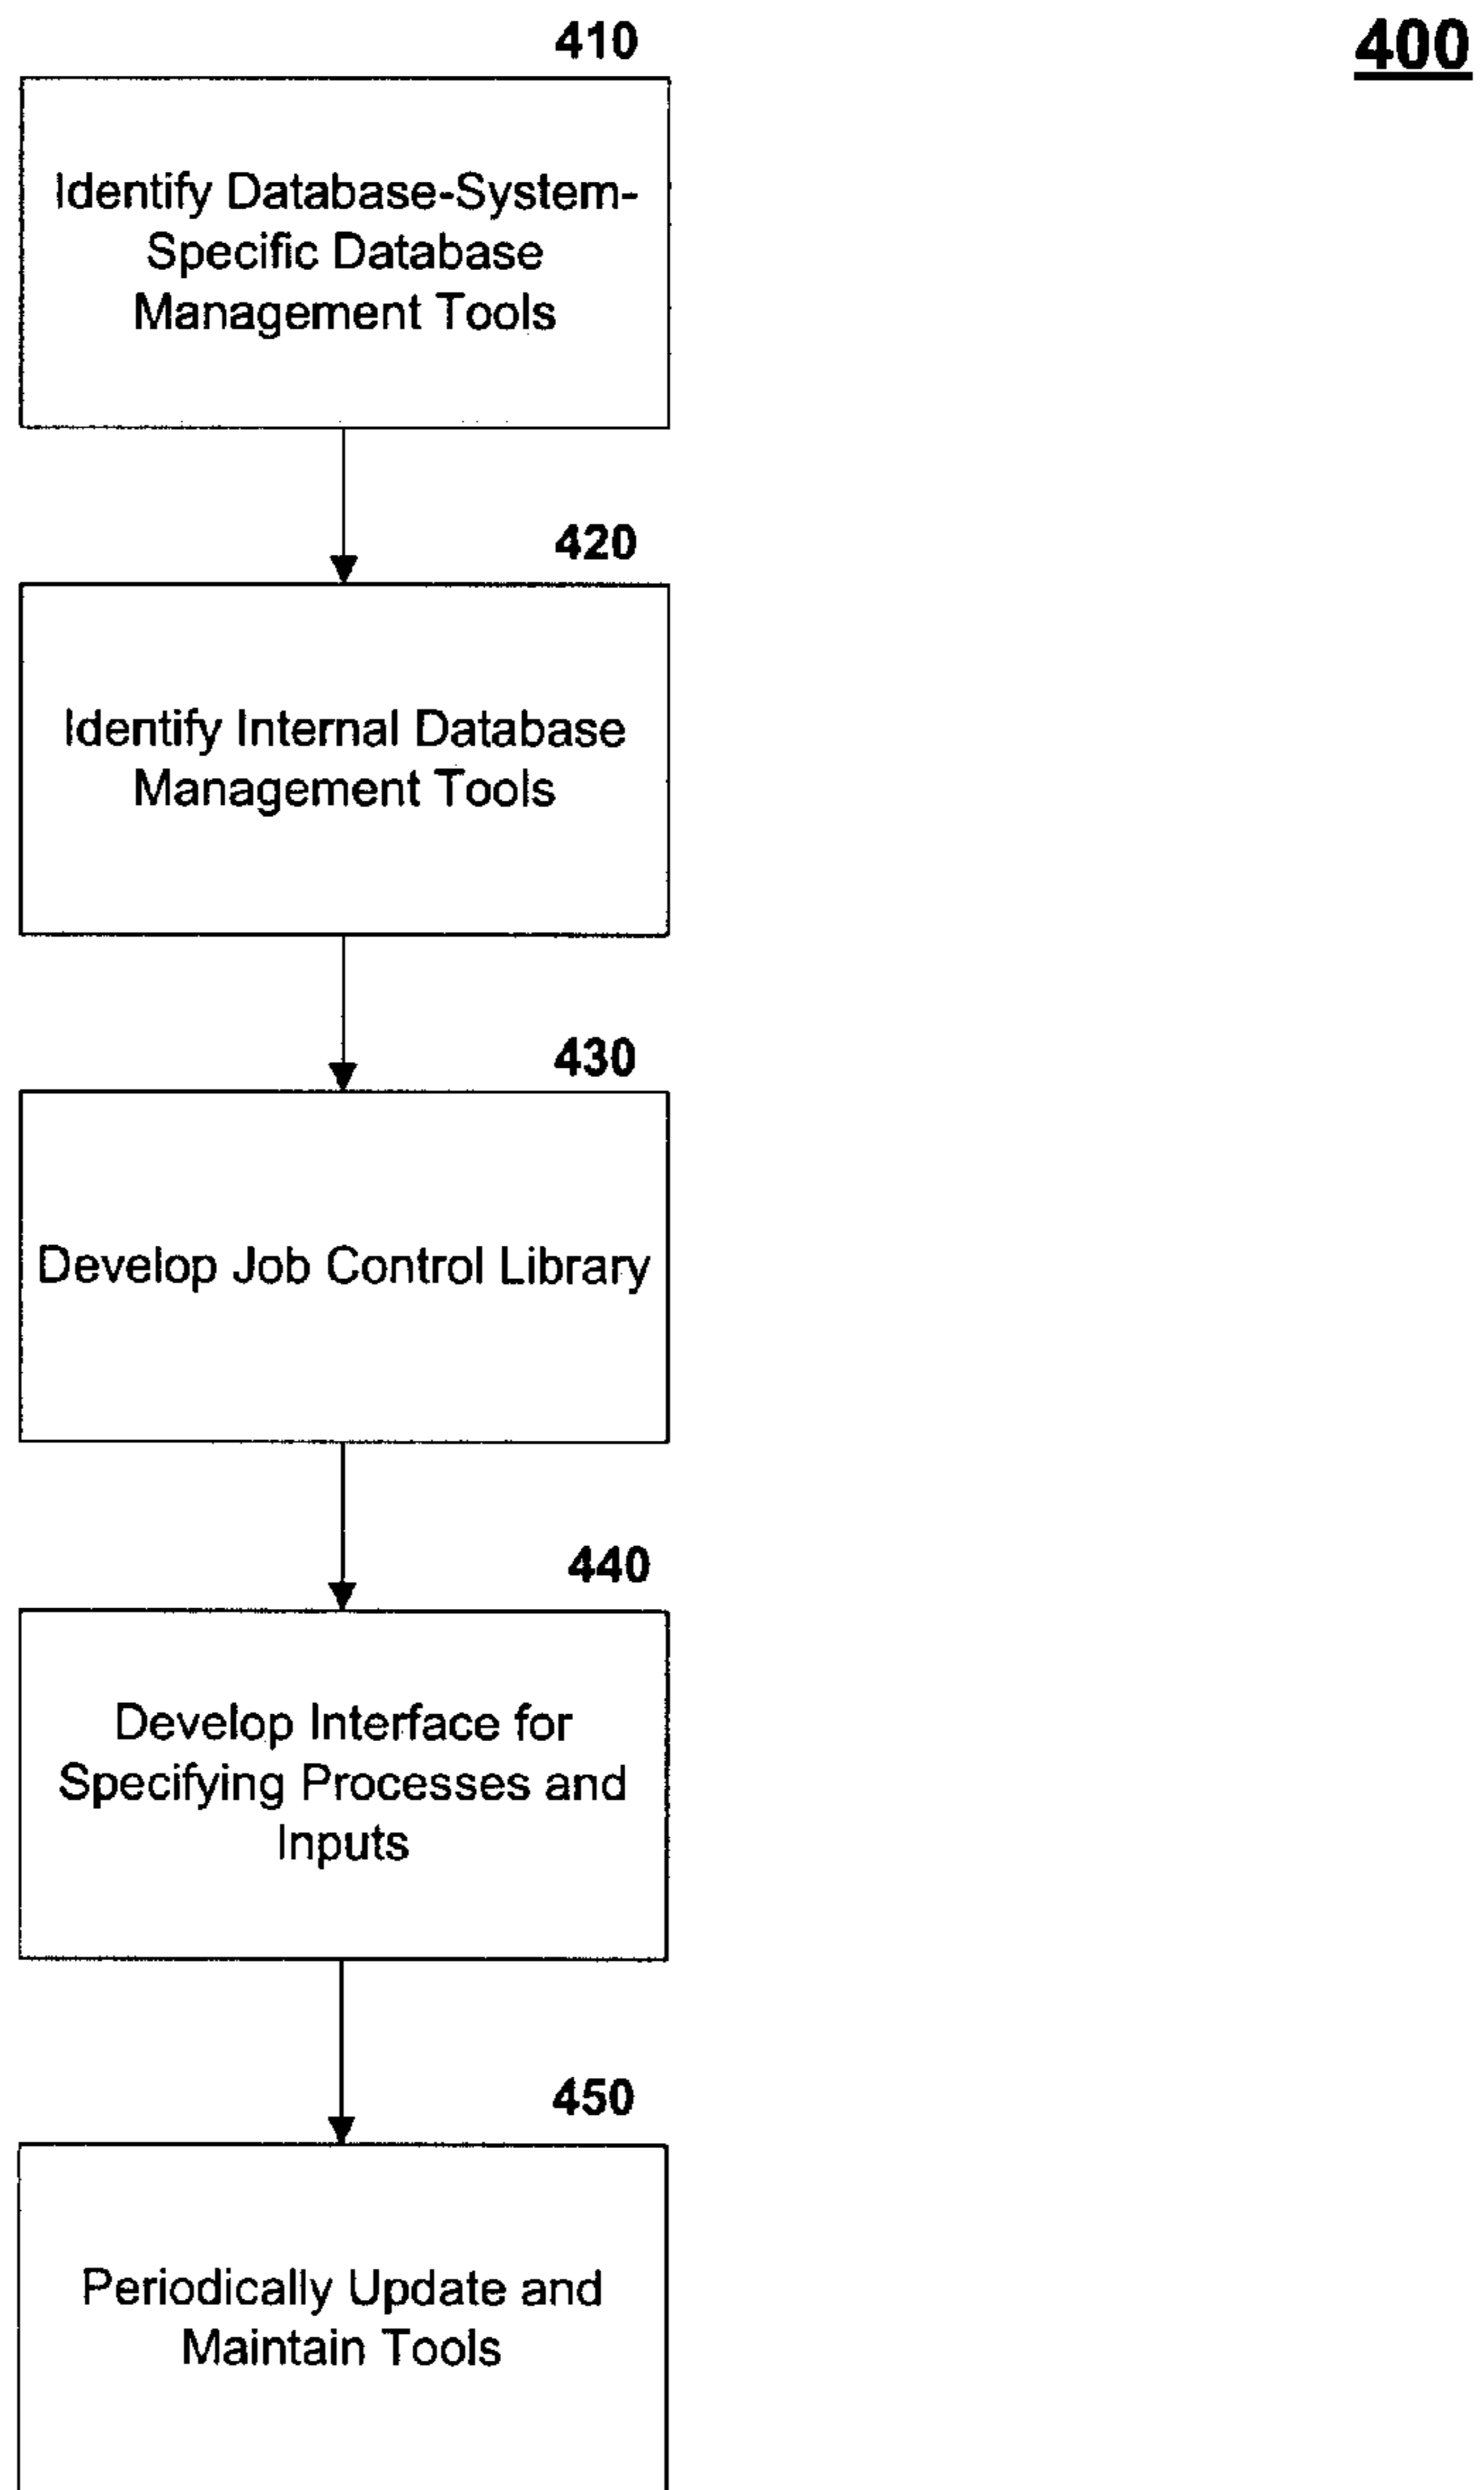 410
400
Identify Database-System-
Specific Database
Management Tools
420
Identify Internal Database
Management Tools
430
Develop Job Control Library
440
Develop Interface for
Specifying Processes and
Inputs
450
Periodically Update and
Maintain Tools